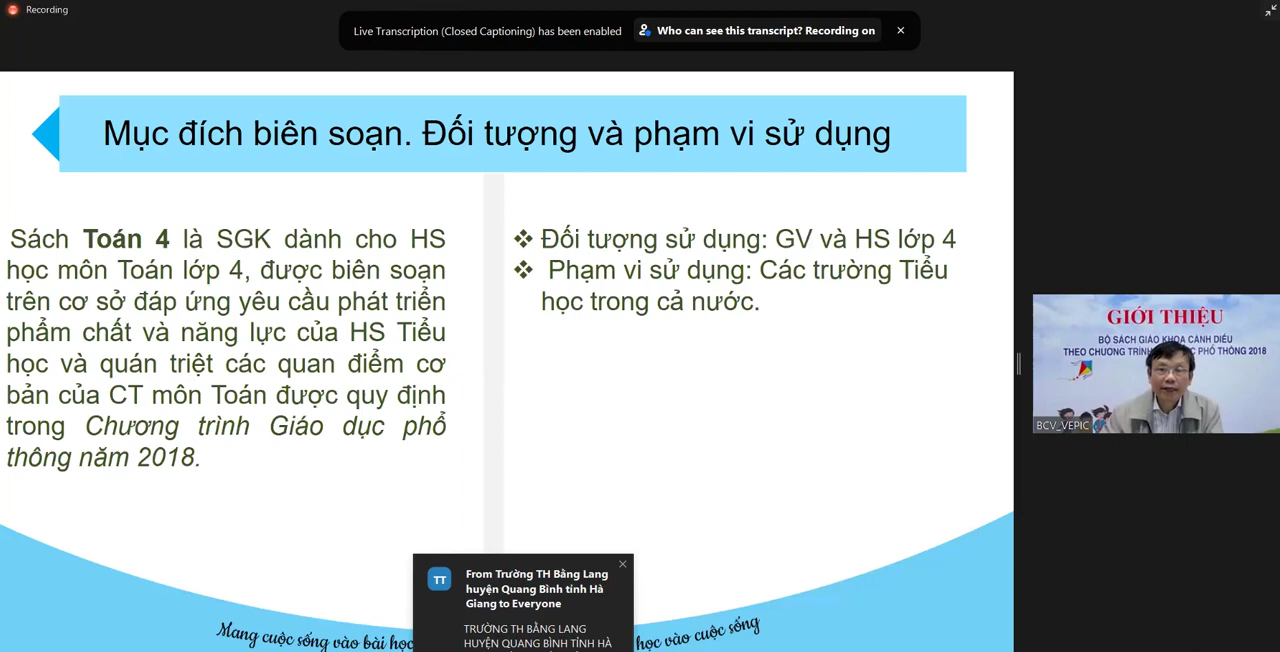 Recording
Live Transcription (Closed Captioning) has been enabled
Who can see this transcript? Recording on
Mục đích biên soạn. Đối tượng và phạm vi sử dụng
Sách Toán 4 là SGK dành cho HS
học môn Toán lớp 4, được biên soạn
trên cơ sở đáp ứng yêu cầu phát triển
phẩm chất và năng lực của HS Tiểu
học và quán triệt các quan điểm cơ
bản của CT môn Toán được quy định
trong Chương trình Giáo dục phổ
thông năm 2018.
Đối tượng sử dụng: GV và HS lớp 4
Phạm vi sử dụng: Các trường Tiểu
học trong cả nước.
GIỚI THIỆU
BỘ SÁCH GIÁO KHOA CÁNH DIỀU
THEO CHƯƠNG TRÌNH PHỔ THÔNG 2018
BCV_VEPIC
TT
From Trường TH Bằng Lang
huyện Quang Bình tỉnh Hà
Giang to Everyone
TRƯỜNG TH BẰNG LANG
HUYỆN QUANG BÌNH TỈNH HÀ
Mang cuộc sống vào bài học
học vào cuộc sống